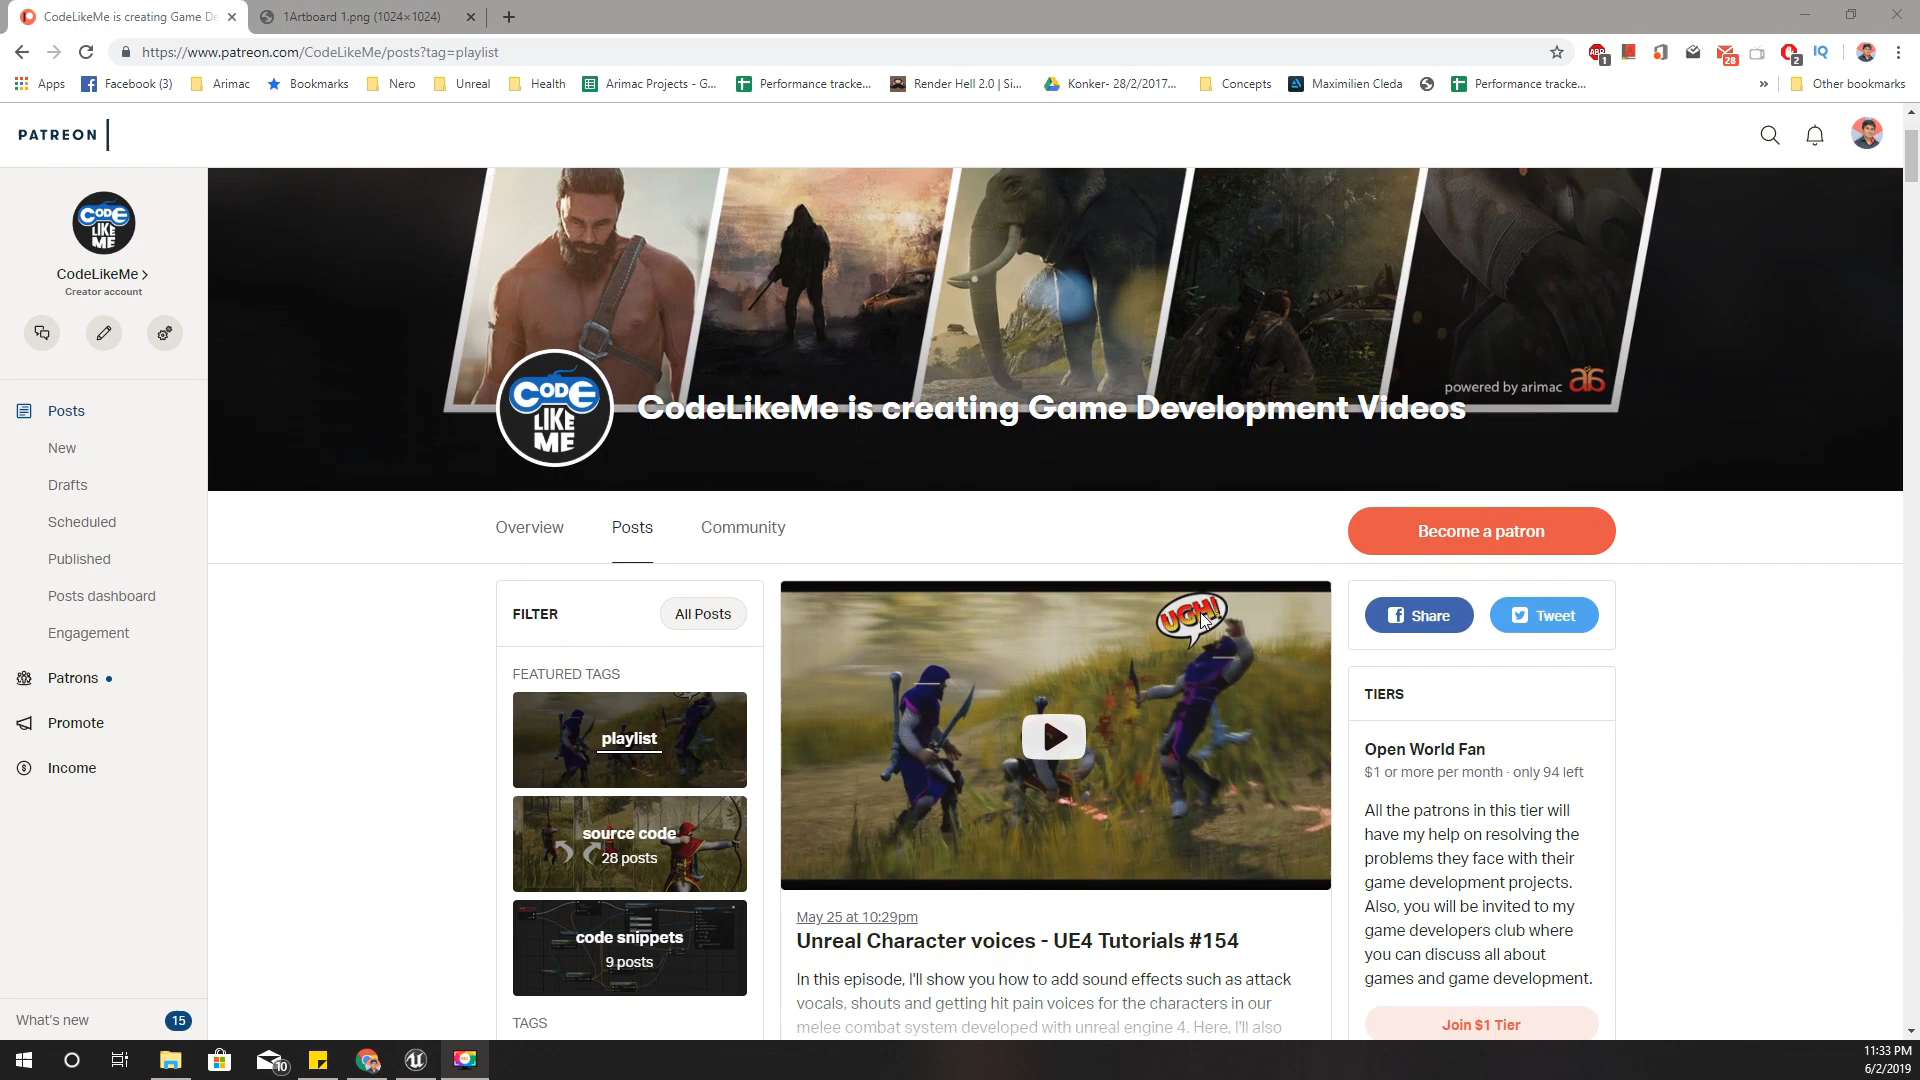 CodeLikeMe is creating Game De
1Artboard 1.png (1024×1024)
https://www.patreon.com/CodeLikeMe/posts?tag=playlist
ABP
1
28
2
IQ
Apps
Facebook (3)
Arimac
Bookmarks
Nero
Unreal
Health
Arimac Projects - G...
Performance tracke...
Render Hell 2.0 | Si...
Konker- 28/2/2017...
Concepts
Maximilien Cleda
Performance tracke...
»
Other bookmarks
PATREON
CODE
LIKE
ME
CodeLikeMe >
Creator account
Posts
New
Drafts
Scheduled
Published
Posts dashboard
Engagement
Patrons
Promote
Income
What's new
15
powered by arimac
CODE
LIKE
ME
CodeLikeMe is creating Game Development Videos
Overview
Posts
Community
Become a patron
FILTER
All Posts
FEATURED TAGS
playlist
source code
28 posts
code snippets
9 posts
TAGS
UGH!
May 25 at 10:29pm
Unreal Character voices - UE4 Tutorials #154
In this episode, I'll show you how to add sound effects such as attack
vocals, shouts and getting hit pain voices for the characters in our
melee combat system developed with unreal engine 4. Here, I'll also
Share
Tweet
TIERS
Open World Fan
$1 or more per month · only 94 left
All the patrons in this tier will
have my help on resolving the
problems they face with their
game development projects.
Also, you will be invited to my
game developers club where
you can discuss all about
games and game development.
Join $1 Tier
10
11:33 PM
6/2/2019